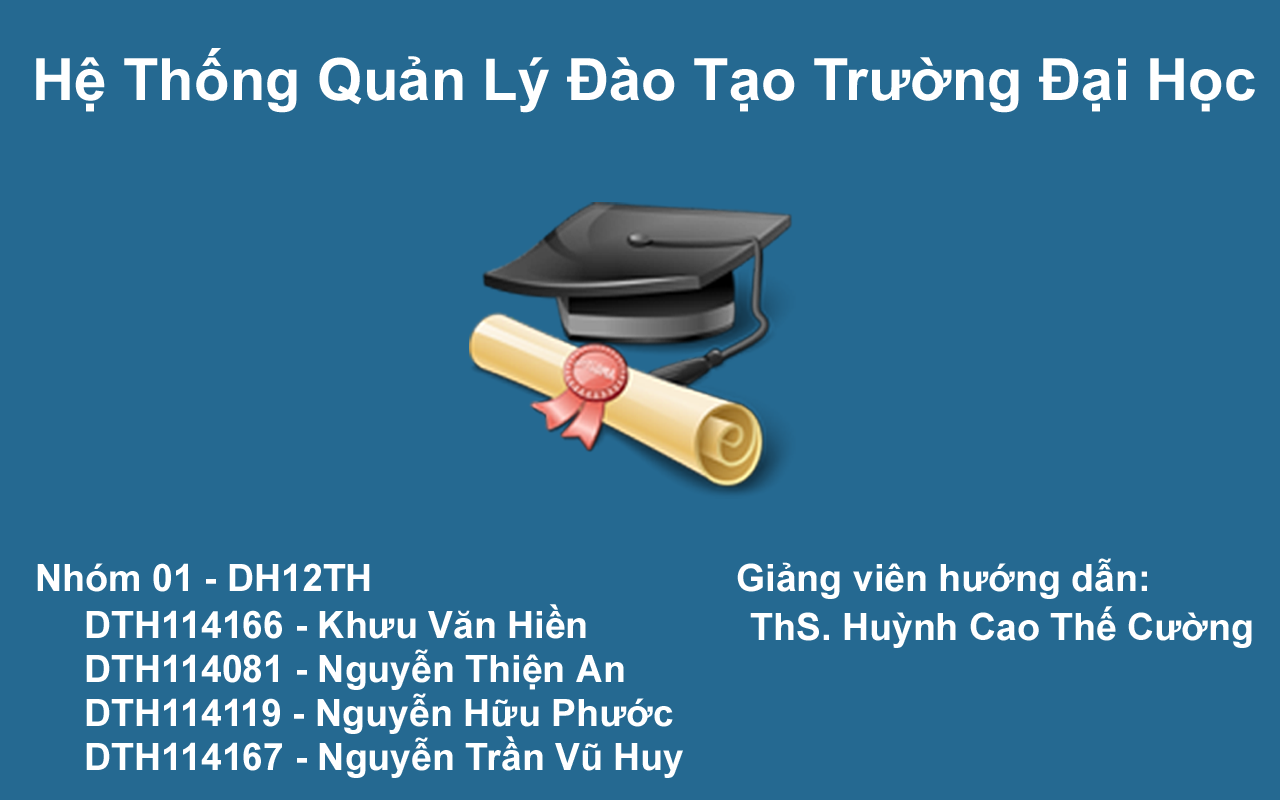 Hệ Thống Quản Lý Đào Tạo Trường Đại Học
Nhóm 01 - DH12TH
DTH114166 - Khưu Văn Hiền
DTH114081 - Nguyễn Thiện An
DTH114119 - Nguyễn Hữu Phước
DTH114167 - Nguyễn Trần Vũ Huy
Giảng viên hướng dẫn:
ThS. Huỳnh Cao Thế Cường